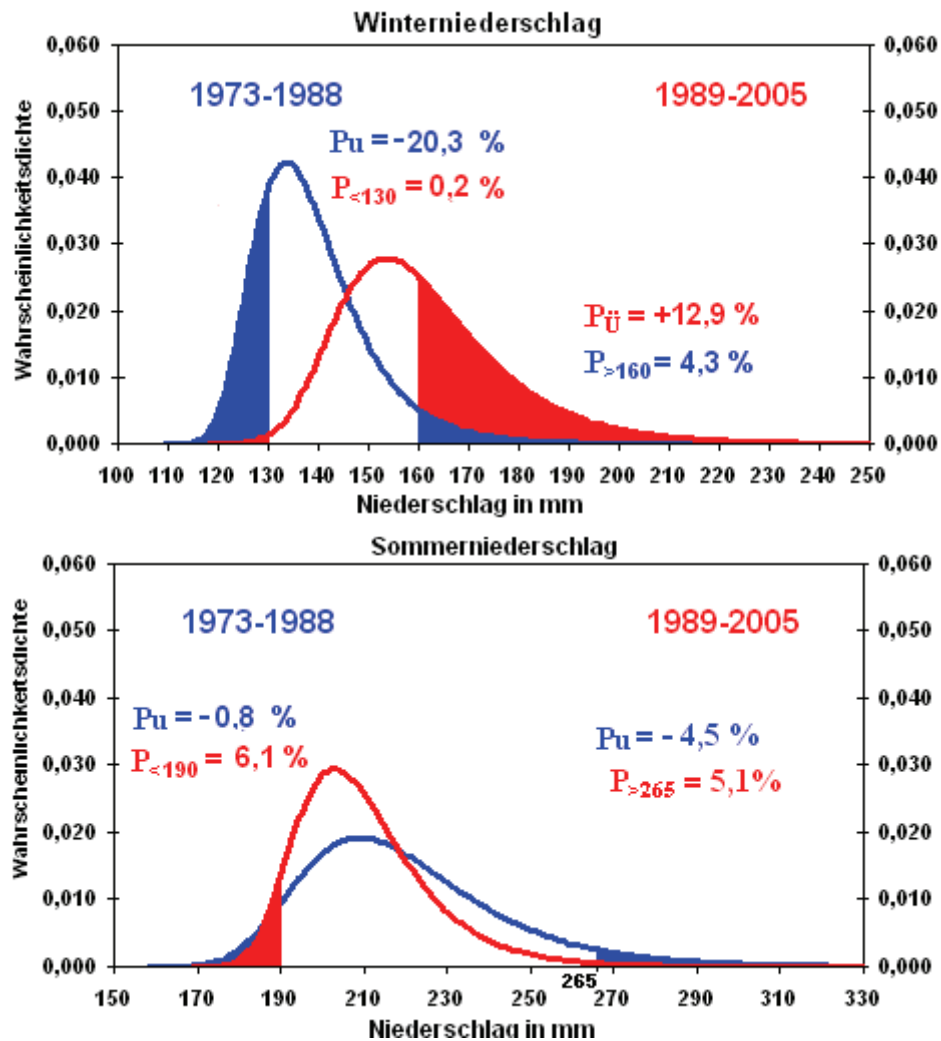 Winterniederschlag
0,060 0,060
1973-1988 1989-2005
0,050 0,050
Pu = -20,3 %
0,040 0,040
P<130 = 0,2 %
0,030 0,030
PÜ = +12,9 %
0,020 0,020
P>160 = 4,3 %
0,010 0,010
0,000 0,000
Wahrscheinlichkeitsdichte
100 110 120 130 140 150 160 170 180 190 200 210 220 230 240 250
Niederschlag in mm
Sommerniederschlag
0,060 0,060
1973-1988 1989-2005
0,050 0,050
0,040 0,040
Pu = -0,8 % Pu = - 4,5 %
P<190 = 6,1 % P>265 = 5,1%
0,030 0,030
0,020 0,020
0,010 0,010
0,000 0,000
Wahrscheinlichkeitsdichte
150 170 190 210 230 250 265 270 290 310 330
Niederschlag in mm